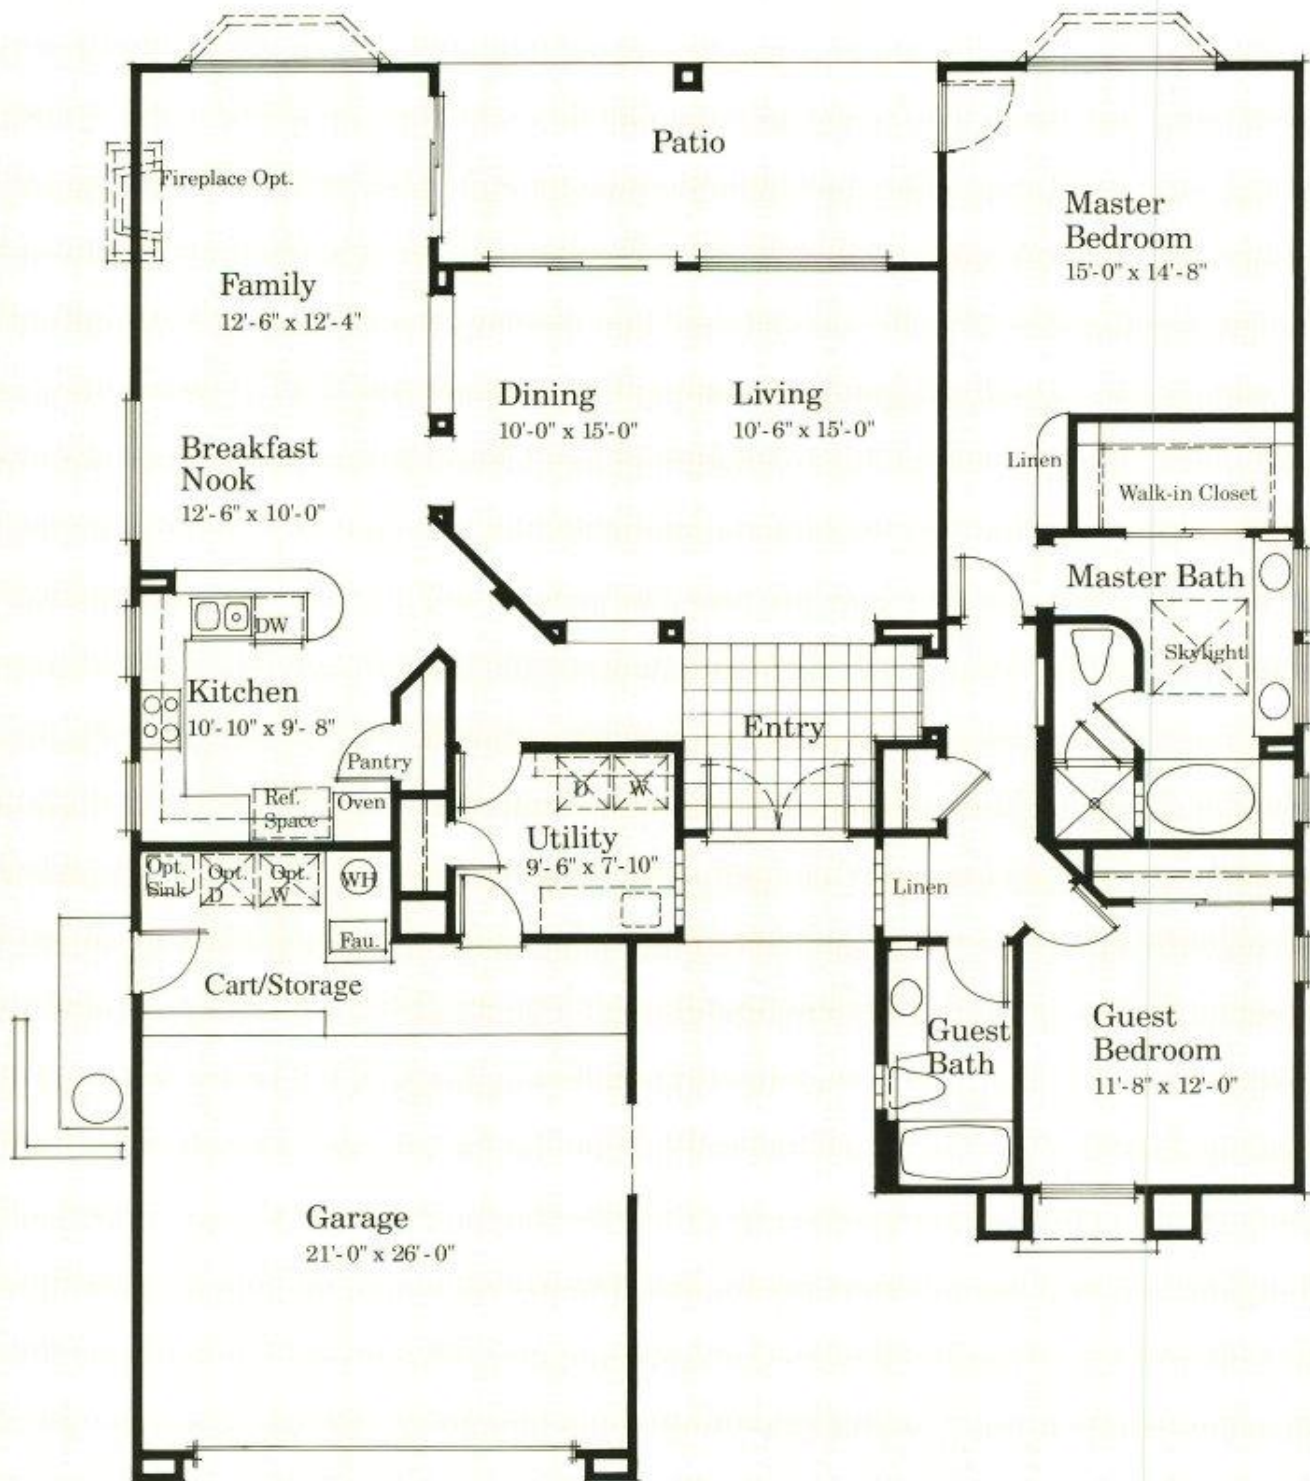 Patio
Fireplace Opt.
Master
Bedroom
15'-0" x 14'-8"
Family
12'-6" x 12'-4"
Dining
10'-0" x 15'-0"
Living
10'-6" x 15'-0"
Breakfast
Nook
12'-6" x 10'-0"
Linen
Walk-in Closet
Master Bath
DW
Skylight
Kitchen
10'-10" x 9'-8"
Entry
Pantry
D
W
Ref.
Space
Oven
Utility
9'-6" x 7'-10"
Opt.
Sink
Opt.
D
Opt.
W
WH
Linen
Fau.
Cart/Storage
Guest
Bath
Guest
Bedroom
11'-8" x 12'-0"
Garage
21'-0" x 26'-0"